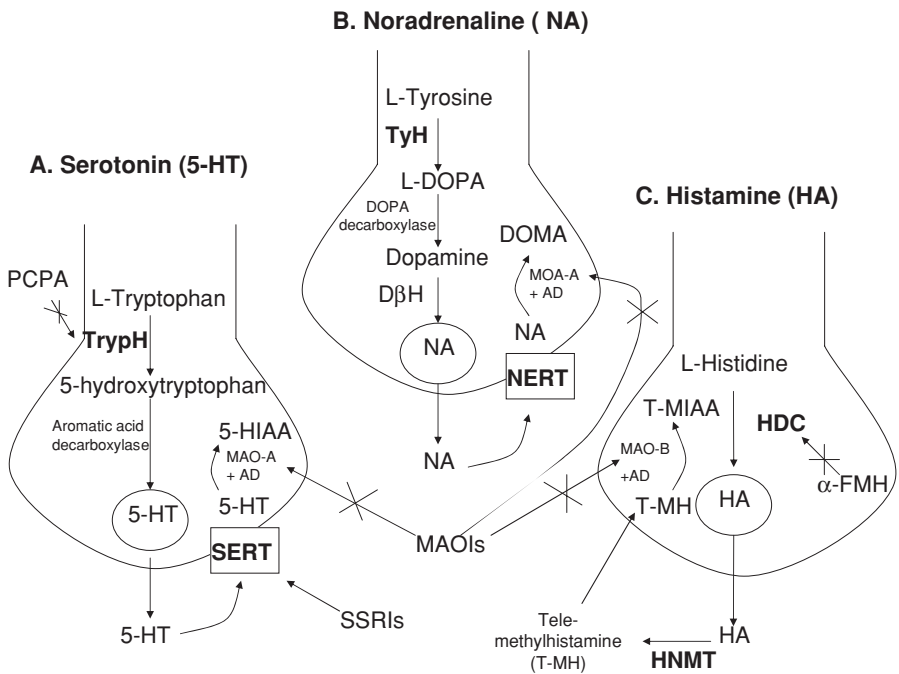 B. Noradrenaline ( NA)
L-Tyrosine
TyH
L-DOPA
DOPA
decarboxylase
Dopamine
DβH
NA
NA
DOMA
MOA-A
+ AD
NA
NERT
A. Serotonin (5-HT)
PCPA
L-Tryptophan
TrypH
5-hydroxytryptophan
Aromatic acid
decarboxylase
5-HT
5-HT
5-HIAA
MAO-A
+ AD
5-HT
SERT
SSRIs
MAOIs
C. Histamine (HA)
L-Histidine
T-MIAA
HDC
MAO-B
+AD
α-FMH
T-MH
HA
HA
HNMT
Tele-
methylhistamine
(T-MH)